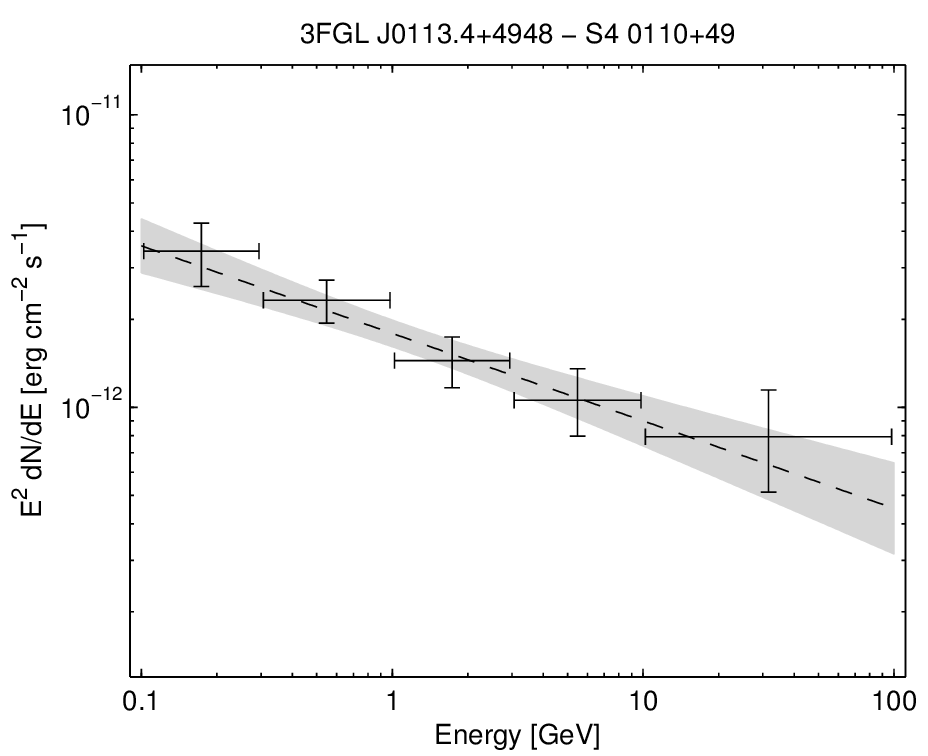 3FGL J0113.4+4948 − S4 0110+49
10−11
10−12
E2 dN/dE [erg cm−2 s−1]
0.1 1 10 100
Energy [GeV]